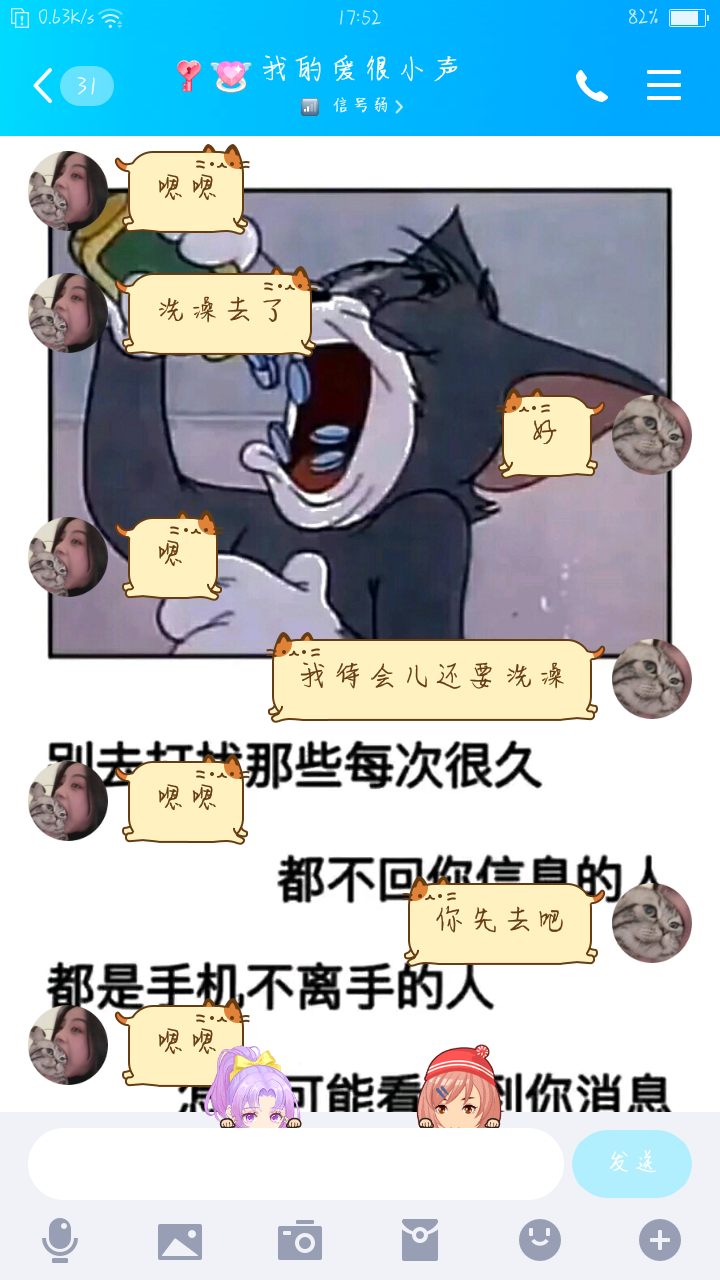 0.63K/s 17:52 82%
31 我的爱很小声
信号弱
嗯嗯
洗澡去了
好
嗯
我待会儿还要洗澡
别去打扰那些每次很久
嗯嗯
都不回你信息的人
你先去吧
都是手机不离手的人
嗯嗯
可能看 到你消息
发送